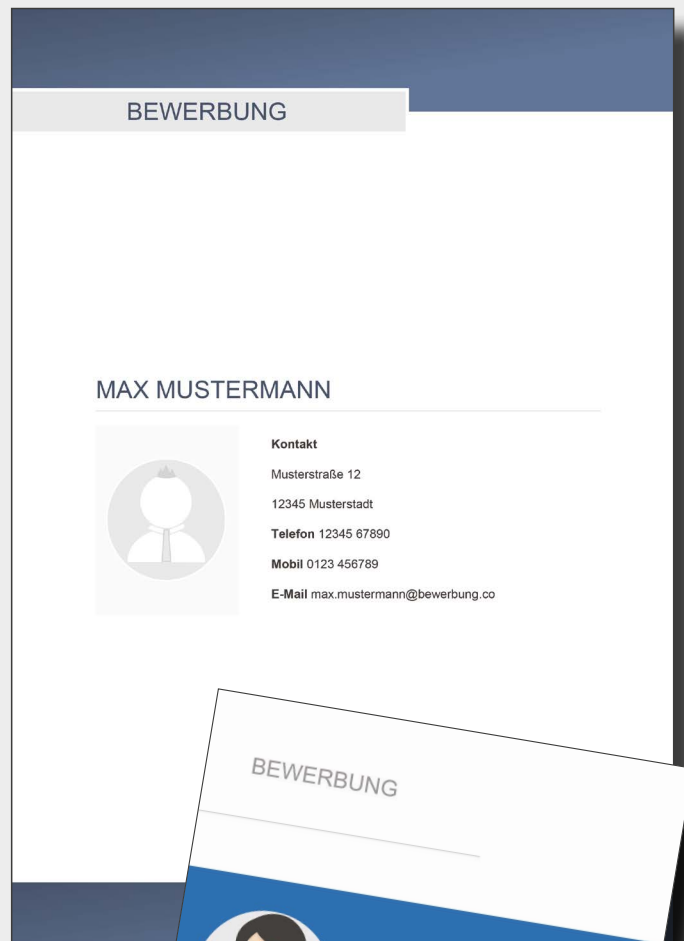 BEWERBUNG
MAX MUSTERMANN
Kontakt
Musterstraße 12
12345 Musterstadt
Telefon 12345 67890
Mobil 0123 456789
E-Mail max.mustermann@bewerbung.co
BEWERBUNG